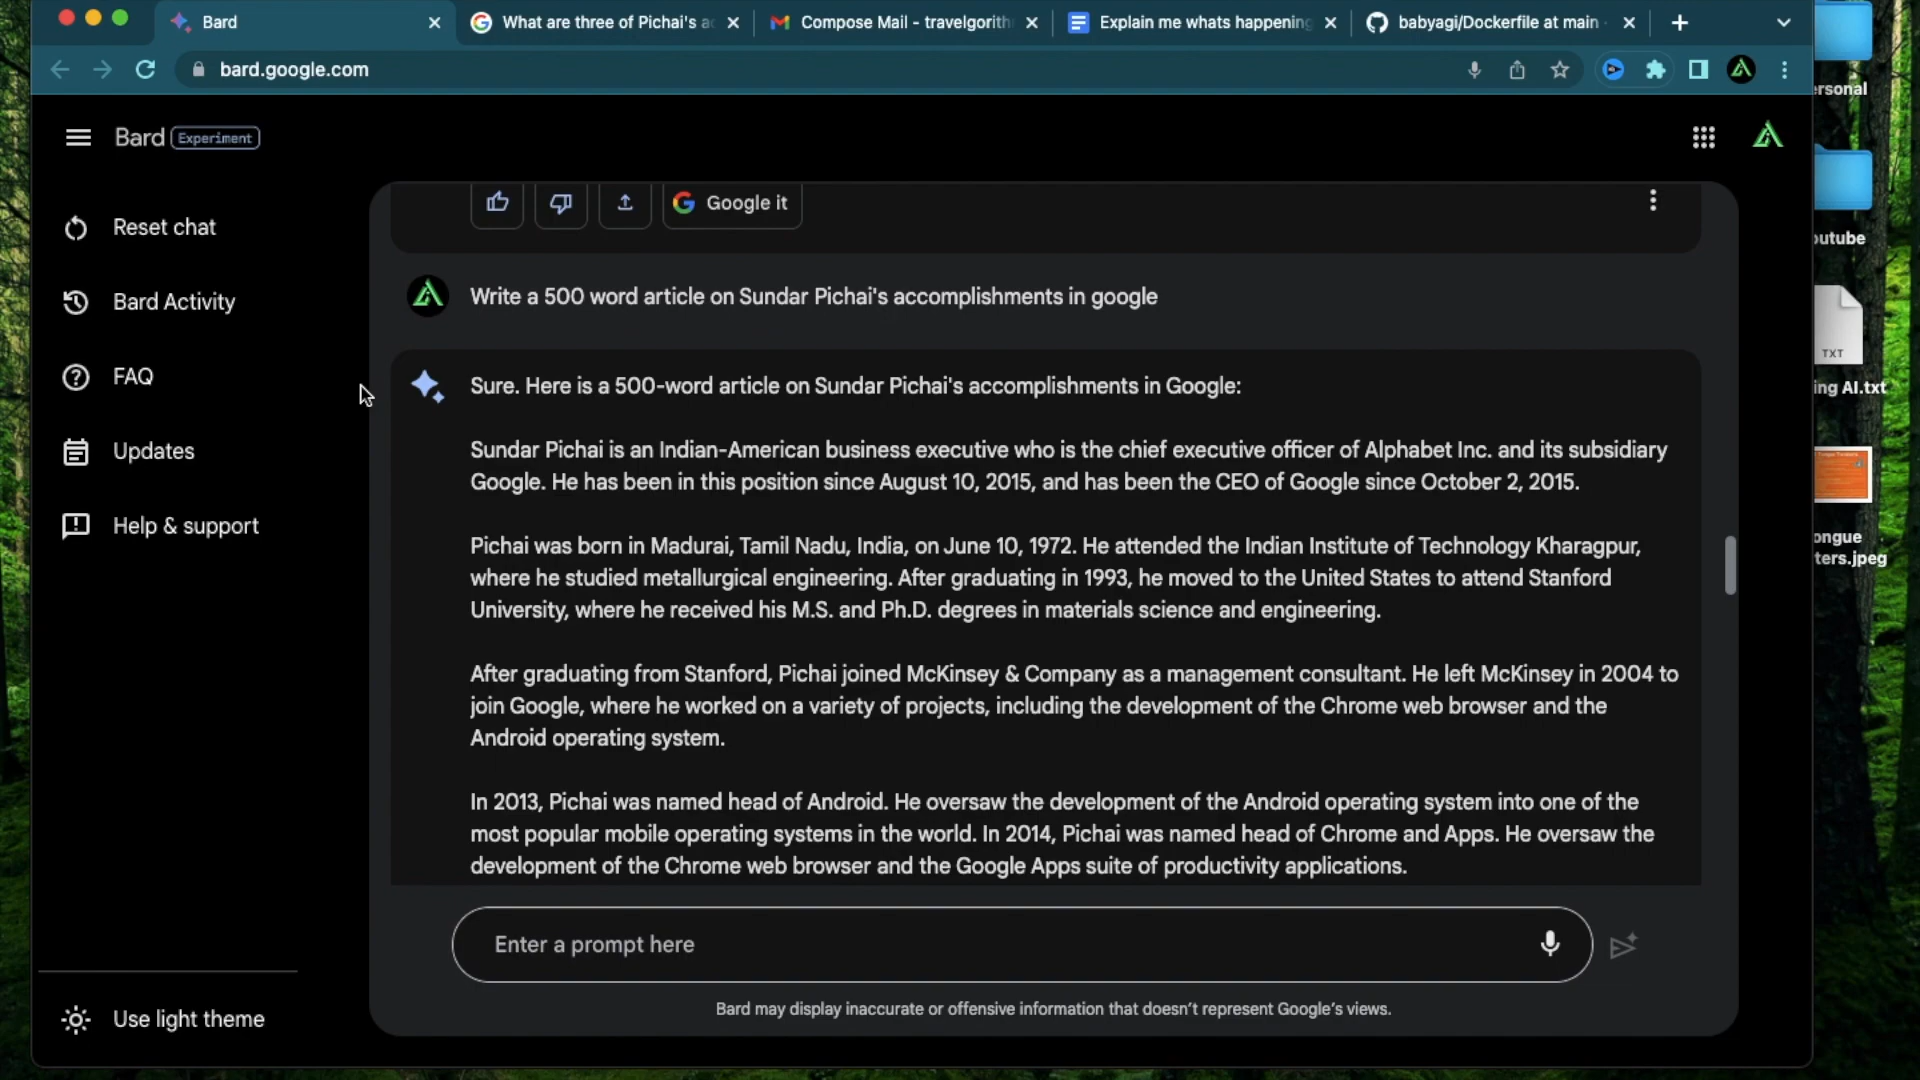 Bard
What are three of Pichai's a
Compose Mail - travelgorith
Explain me whats happening
babyagi/Dockerfile at main
bard.google.com
ersonal
Bard Experiment
Reset chat
Google it
outube
Write a 500 word article on Sundar Pichai's accomplishments in google
Bard Activity
TXT
FAQ
ing AI.txt
Sure. Here is a 500-word article on Sundar Pichai's accomplishments in Google:
Updates
Sundar Pichai is an Indian-American business executive who is the chief executive officer of Alphabet Inc. and its subsidiary
Google. He has been in this position since August 10, 2015, and has been the CEO of Google since October 2, 2015.
Help & support
ongue
ters.jpeg
Pichai was born in Madurai, Tamil Nadu, India, on June 10, 1972. He attended the Indian Institute of Technology Kharagpur,
where he studied metallurgical engineering. After graduating in 1993, he moved to the United States to attend Stanford
University, where he received his M.S. and Ph.D. degrees in materials science and engineering.
After graduating from Stanford, Pichai joined McKinsey & Company as a management consultant. He left McKinsey in 2004 to
join Google, where he worked on a variety of projects, including the development of the Chrome web browser and the
Android operating system.
In 2013, Pichai was named head of Android. He oversaw the development of the Android operating system into one of the
most popular mobile operating systems in the world. In 2014, Pichai was named head of Chrome and Apps. He oversaw the
development of the Chrome web browser and the Google Apps suite of productivity applications.
Enter a prompt here
Bard may display inaccurate or offensive information that doesn't represent Google's views.
Use light theme